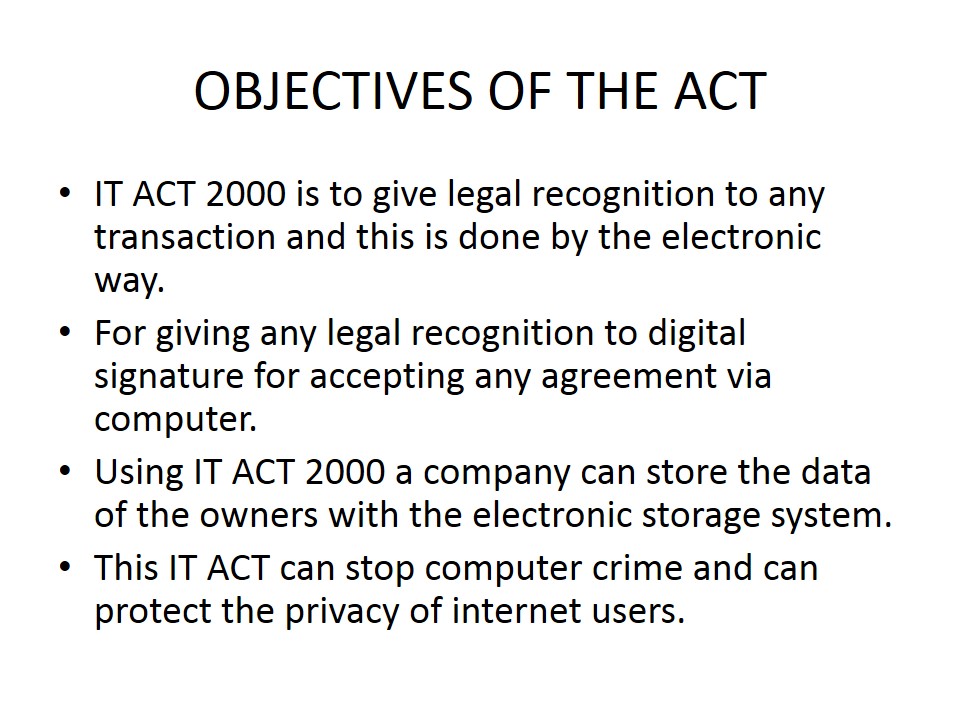 OBJECTIVES OF THE ACT
• IT ACT 2000 is to give legal recognition to any
transaction and this is done by the electronic
way.
• For giving any legal recognition to digital
signature for accepting any agreement via
computer.
• Using IT ACT 2000 a company can store the data
of the owners with the electronic storage system.
• This IT ACT can stop computer crime and can
protect the privacy of internet users.